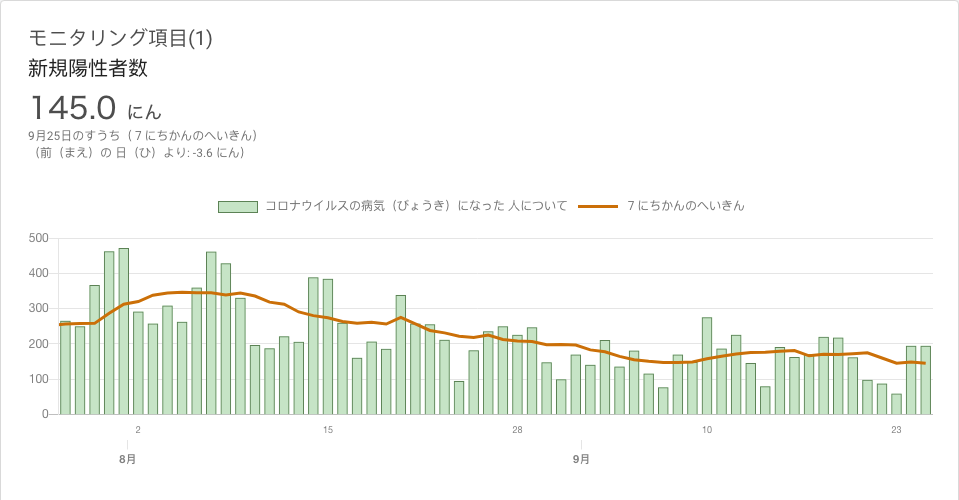 モニタリング項目(1)
新規陽性者数
145.0 にん
9月25日のすうち（７にちかんのへいきん）
（前（まえ）の 日（ひ）より: -3.6 にん）
コロナウイルスの病気（びょうき）になった 人について ７にちかんのへいきん
500
400
300
200
100
0
2 15 28 10 23
8月 9月